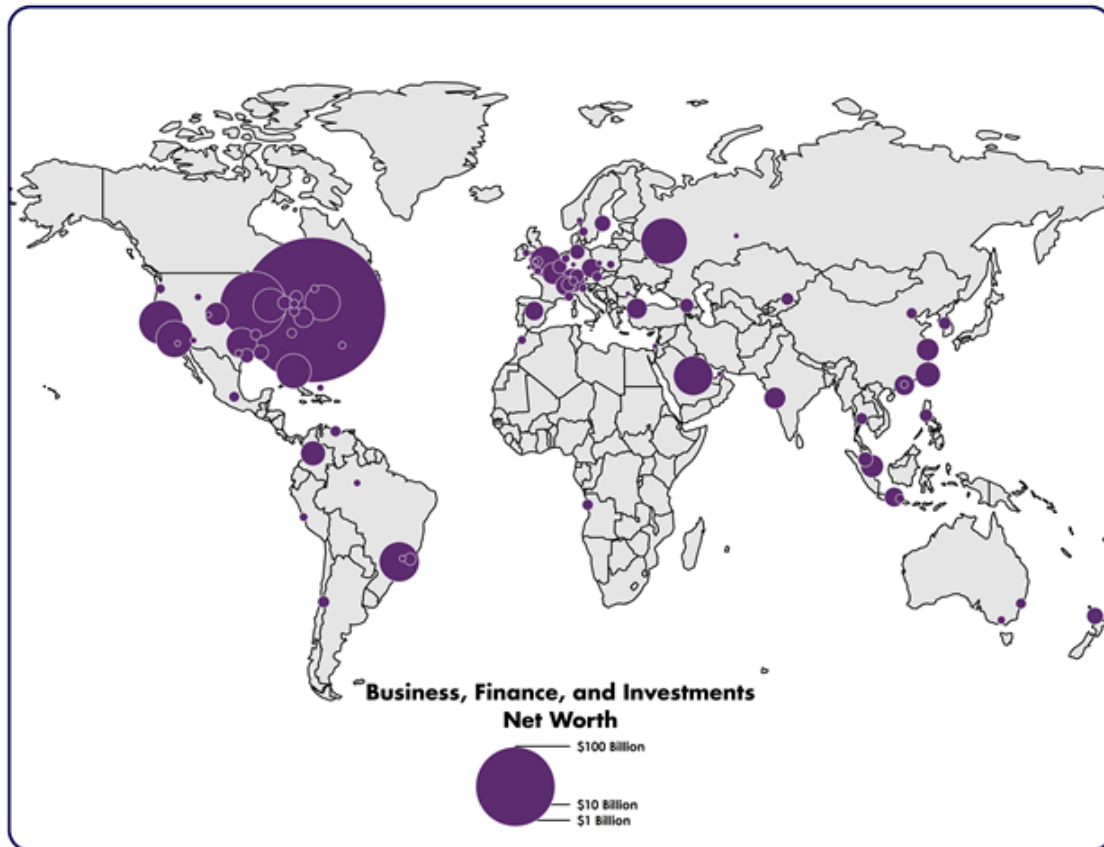 Business, Finance, and Investments
Net Worth
$100 Billion
$10 Billion
$1 Billion